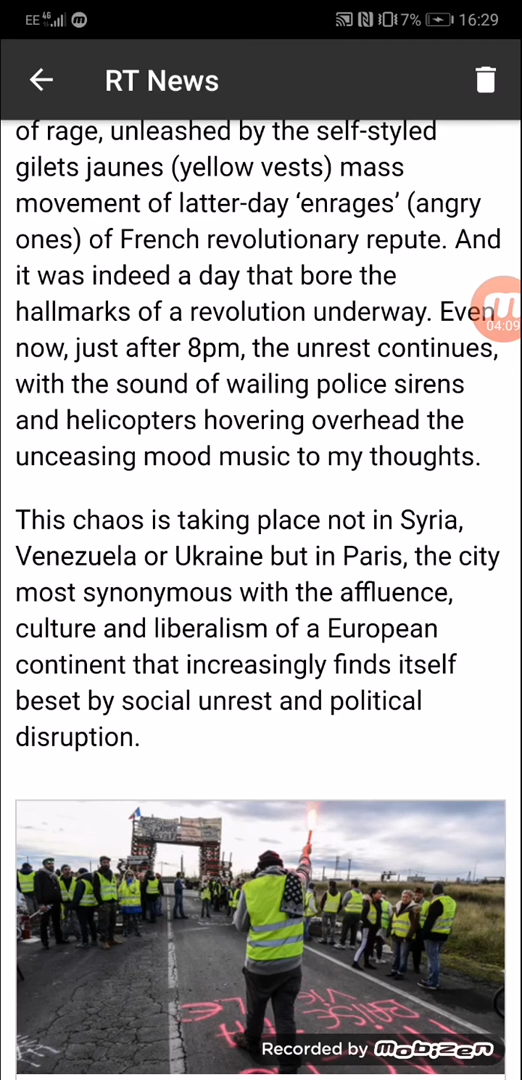 EE 4G 7% 16:29
RT News
of rage, unleashed by the self-styled
gilets jaunes (yellow vests) mass
movement of latter-day ‘enrages’ (angry
ones) of French revolutionary repute. And
it was indeed a day that bore the
hallmarks of a revolution underway. Even
04:09
now, just after 8pm, the unrest continues,
with the sound of wailing police sirens
and helicopters hovering overhead the
unceasing mood music to my thoughts.
This chaos is taking place not in Syria,
Venezuela or Ukraine but in Paris, the city
most synonymous with the affluence,
culture and liberalism of a European
continent that increasingly finds itself
beset by social unrest and political
disruption.
Recorded by mobizen